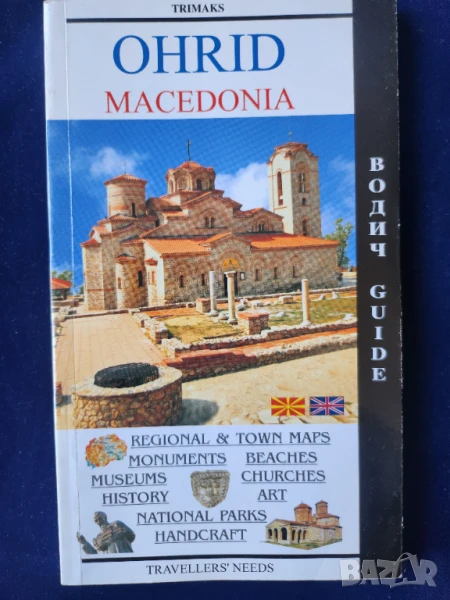 TRIMAKS
OHRID
MACEDONIA
ВОДИЧ GUIDE
REGIONAL & TOWN MAPS
MONUMENTS BEACHES
MUSEUMS CHURCHES
HISTORY ART
NATIONAL PARKS
HANDCRAFT
TRAVELLERS' NEEDS
bazar